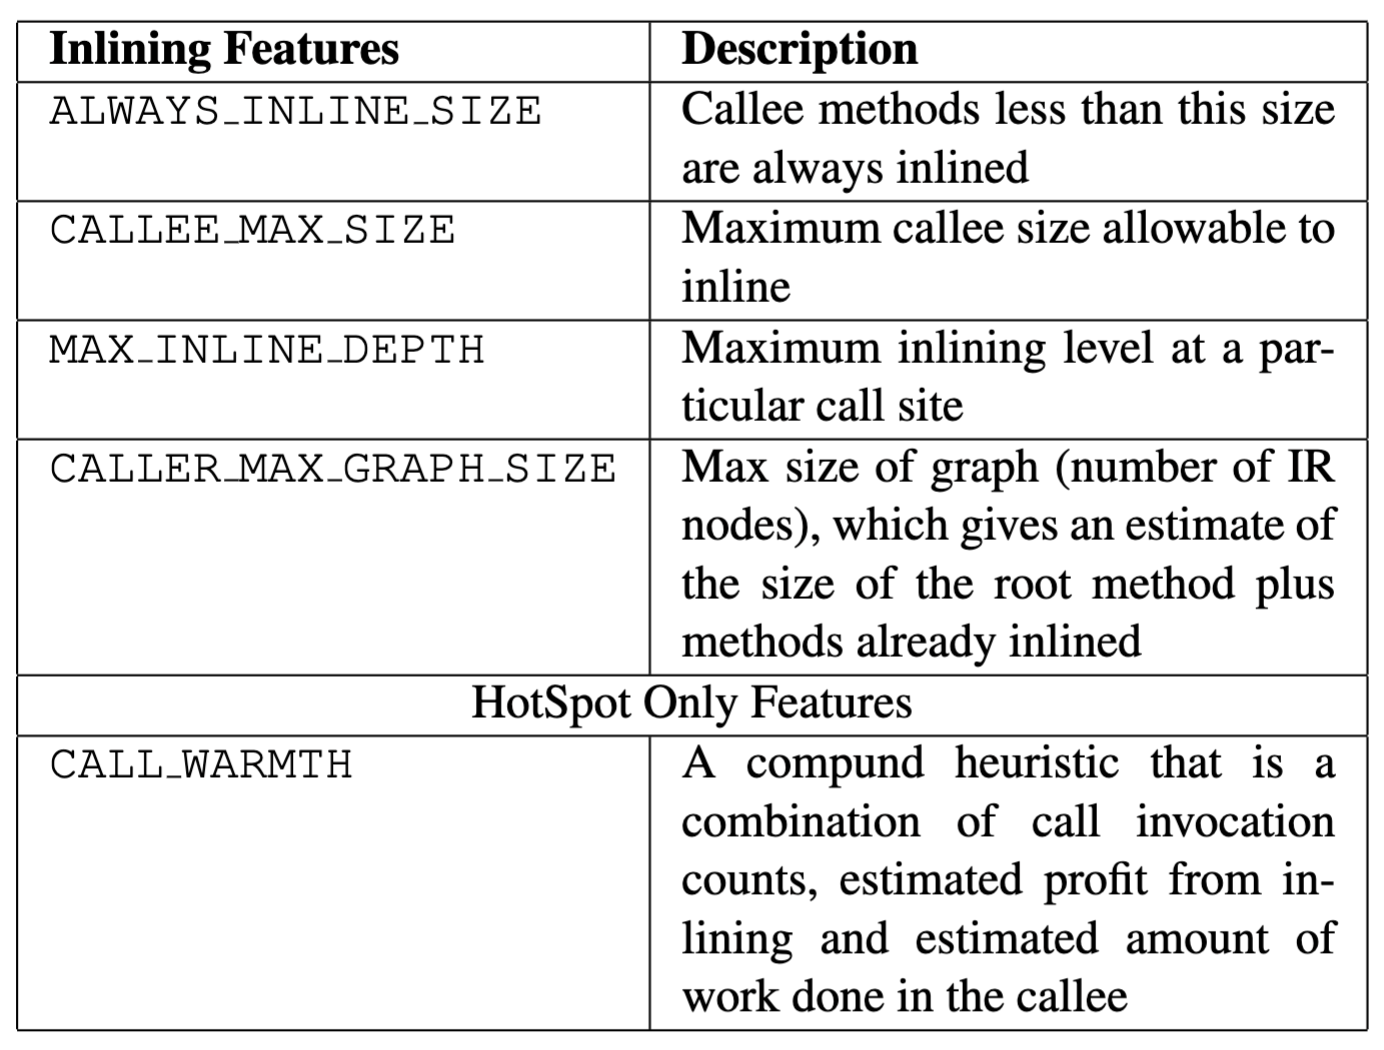 Inlining Features Description
ALWAYS_INLINE_SIZE Callee methods less than this size
are always inlined
CALLEE_MAX_SIZE Maximum callee size allowable to
inline
MAX_INLINE_DEPTH Maximum inlining level at a par-
ticular call site
CALLER_MAX_GRAPH_SIZE Max size of graph (number of IR
nodes), which gives an estimate of
the size of the root method plus
methods already inlined
HotSpot Only Features
CALL_WARMTH A compund heuristic that is a
combination of call invocation
counts, estimated profit from in-
lining and estimated amount of
work done in the callee